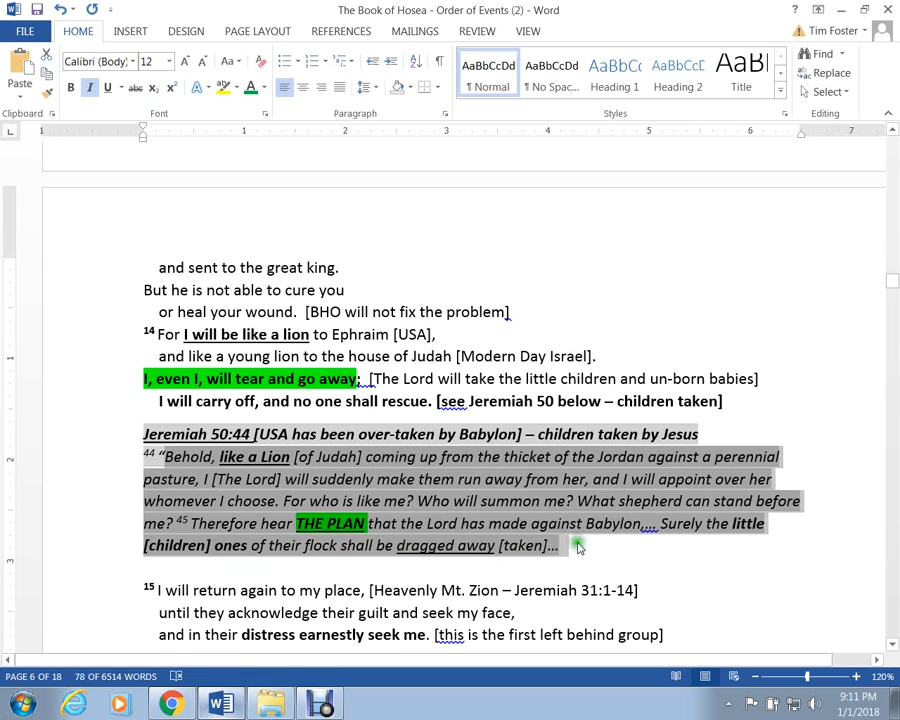 The Book of Hosea - Order of Events (2) - Word
FILE HOME INSERT DESIGN PAGE LAYOUT REFERENCES MAILINGS REVIEW VIEW Tim Foster
Calibri (Body) 12 Find
Paste Replace
Select
AaBbCcDd AaBbCcDd AaBbCc AaBbCcD AaBb
¶ Normal ¶ No Spac... Heading 1 Heading 2 Title
Clipboard Font Paragraph Styles Editing
1 1 2 3 4 5 6 7
and sent to the great king.
But he is not able to cure you
or heal your wound. [BHO will not fix the problem]
14 For I will be like a lion to Ephraim [USA],
and like a young lion to the house of Judah [Modern Day Israel].
I, even I, will tear and go away; [The Lord will take the little children and un-born babies]
I will carry off, and no one shall rescue. [see Jeremiah 50 below – children taken]
Jeremiah 50:44 [USA has been over-taken by Babylon] – children taken by Jesus
44 “Behold, like a Lion [of Judah] coming up from the thicket of the Jordan against a perennial
pasture, I [The Lord] will suddenly make them run away from her, and I will appoint over her
whomever I choose. For who is like me? Who will summon me? What shepherd can stand before
me? 45 Therefore hear THE PLAN that the Lord has made against Babylon,... Surely the little
[children] ones of their flock shall be dragged away [taken]...
15 I will return again to my place, [Heavenly Mt. Zion – Jeremiah 31:1-14]
until they acknowledge their guilt and seek my face,
and in their distress earnestly seek me. [this is the first left behind group]
PAGE 6 OF 18 78 OF 6514 WORDS 120%
9:11 PM
1/1/2018